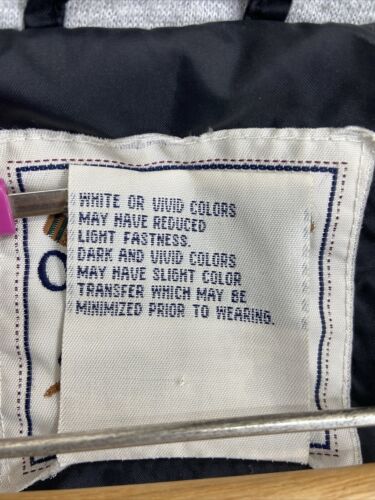 WHITE OR VIVID COLORS
MAY HAVE REDUCED
LIGHT FASTNESS.
DARK AND VIVID COLORS
MAY HAVE SLIGHT COLOR
TRANSFER WHICH MAY BE
MINIMIZED PRIOR TO WEARING.